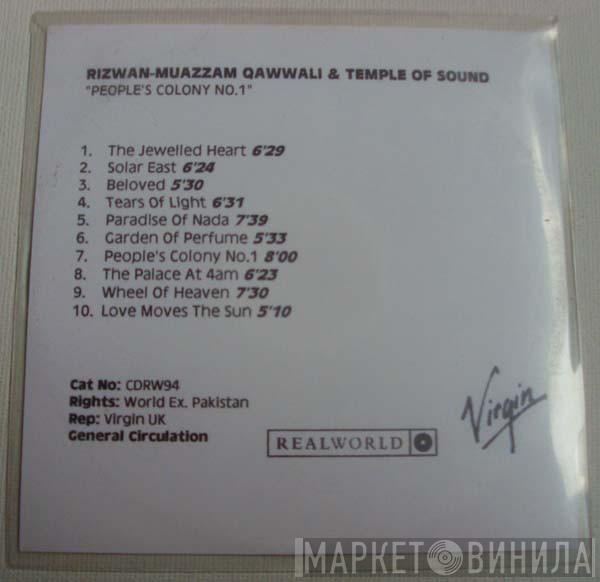 RIZWAN-MUAZZAM QAWWALI & TEMPLE OF SOUND
"PEOPLE'S COLONY NO.1"
1. The Jewelled Heart 6'29
2. Solar East 6'24
3. Beloved 5'30
4. Tears Of Light 6'31
5. Paradise Of Nada 7'39
6. Garden Of Perfume 5'33
7. People's Colony No.1 8'00
8. The Palace At 4am 6'23
9. Wheel Of Heaven 7'30
10. Love Moves The Sun 5'10
Cat No: CDRW94
Rights: World Ex. Pakistan
Rep: Virgin UK
General Circulation
REALWORLD
Virgin
МАРКЕТ ВИНИЛА